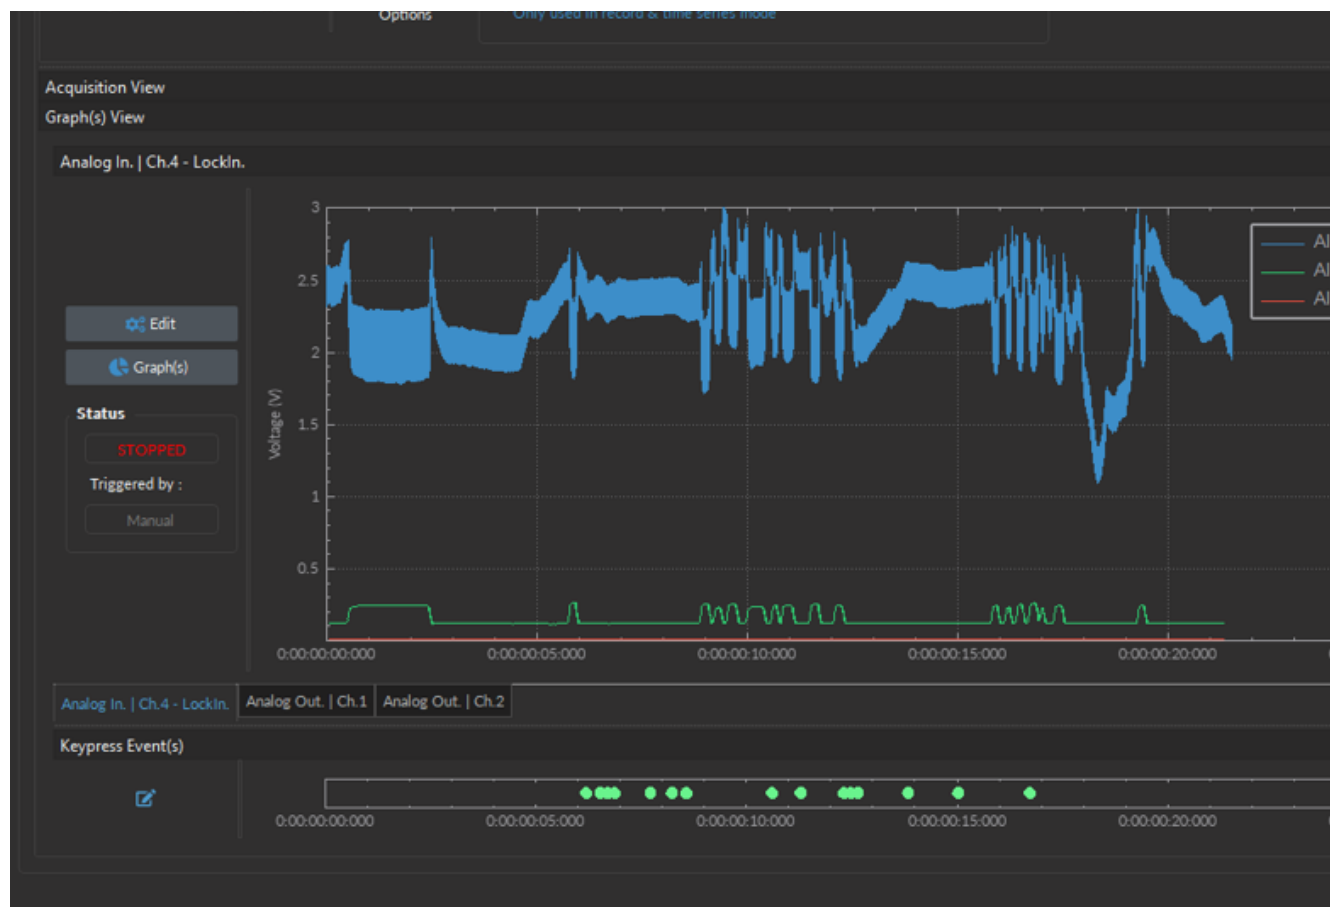 Options
Only used in record & time series mode
Acquisition View
Graph(s) View
Analog In. | Ch.4 - LockIn.
Edit
Graph(s)
Status
STOPPED
Triggered by :
Manual
Voltage (V)
3
2.5
2
1.5
1
0.5
AI
AI
AI
0:00:00:00:000
0:00:00:05:000
0:00:00:10:000
0:00:00:15:000
0:00:00:20:000
Analog In. | Ch.4 - LockIn.
Analog Out. | Ch.1
Analog Out. | Ch.2
Keypress Event(s)
0:00:00:00:000
0:00:00:05:000
0:00:00:10:000
0:00:00:15:000
0:00:00:20:000